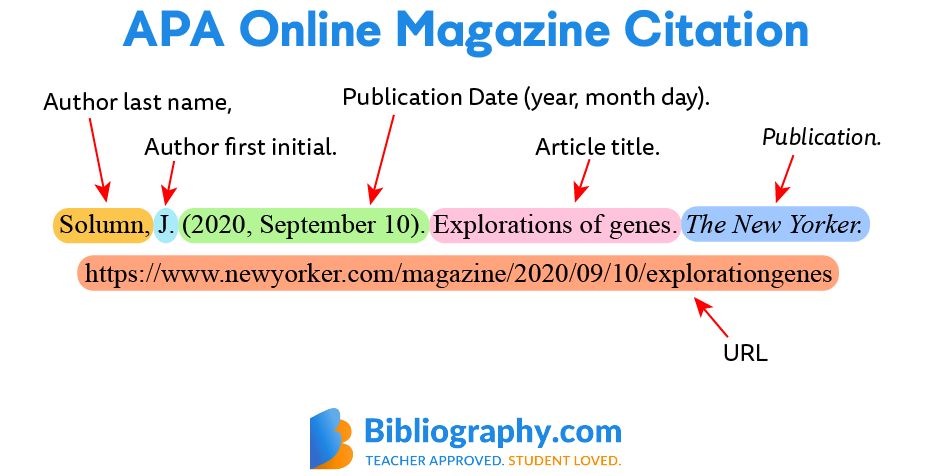 APA Online Magazine Citation
Author last name,
Publication Date (year, month day).
Author first initial.
Article title.
Publication.
Solumn, J. (2020, September 10). Explorations of genes. The New Yorker.
https://www.newyorker.com/magazine/2020/09/10/explorationgenes
URL
Bibliography.com
TEACHER APPROVED. STUDENT LOVED.